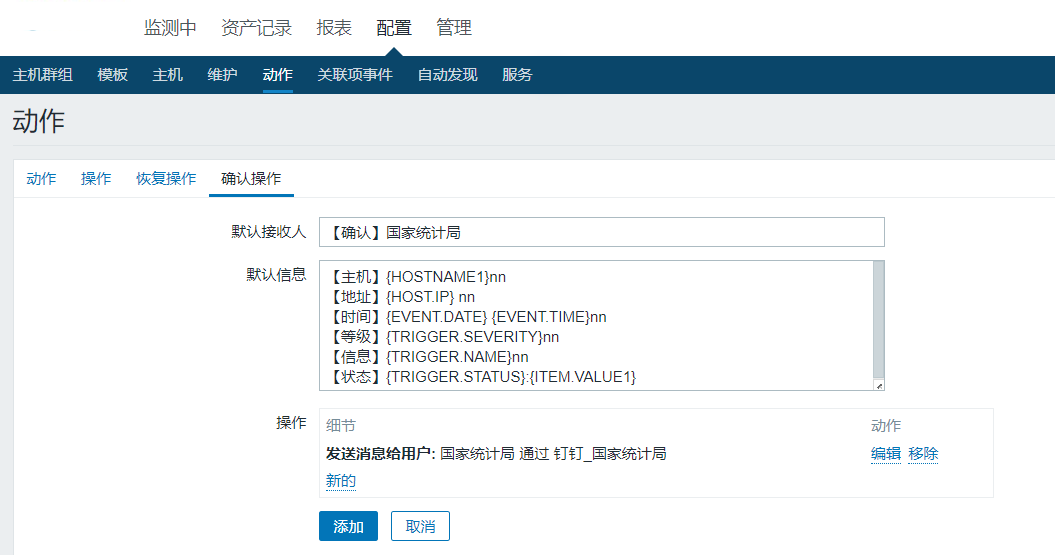 监测中 资产记录 报表 配置 管理
主机群组 模板 主机 维护 动作 关联项事件 自动发现 服务
动作
动作 操作 恢复操作 确认操作
默认接收人 【确认】国家统计局
默认信息 【主机】{HOSTNAME1}nn
【地址】{HOST.IP} nn
【时间】{EVENT.DATE} {EVENT.TIME}nn
【等级】{TRIGGER.SEVERITY}nn
【信息】{TRIGGER.NAME}nn
【状态】{TRIGGER.STATUS}:{ITEM.VALUE1}
操作 细节 动作
发送消息给用户: 国家统计局 通过 钉钉_国家统计局 编辑 移除
新的
添加 取消